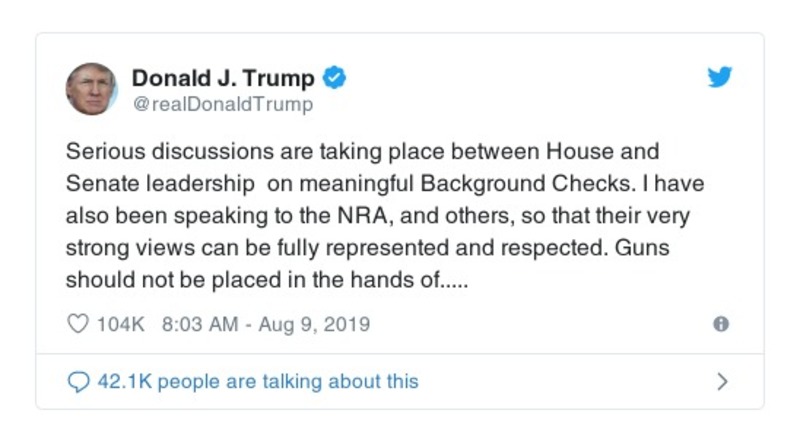 Donald J. Trump
@realDonaldTrump
Serious discussions are taking place between House and
Senate leadership  on meaningful Background Checks. I have
also been speaking to the NRA, and others, so that their very
strong views can be fully represented and respected. Guns
should not be placed in the hands of.....
104K 8:03 AM - Aug 9, 2019
42.1K people are talking about this